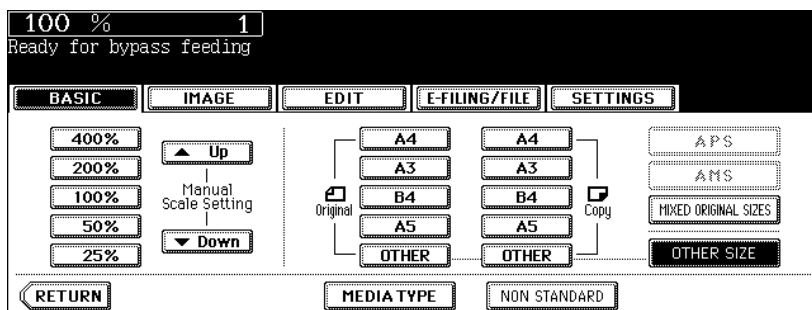 100 % 1
Ready for bypass feeding
BASIC IMAGE EDIT E-FILING/FILE SETTINGS
400%
200%
100%
50%
25%
Up
Manual
Scale Setting
Down
Original
A4
A3
B4
A5
OTHER
A4
A3
B4
A5
OTHER
Copy
APS
AMS
MIXED ORIGINAL SIZES
OTHER SIZE
RETURN MEDIA TYPE NON STANDARD